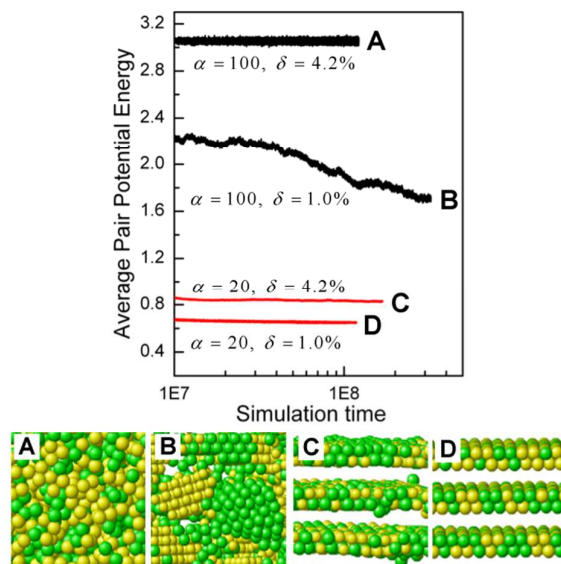 3.2
A
α = 100, δ = 4.2%
2.8
2.4
2.0
α = 100, δ = 1.0%
B
1.6
1.2
α = 20, δ = 4.2%
0.8
C
D
α = 20, δ = 1.0%
0.4
Average Pair Potential Energy
1E7
1E8
Simulation time
A
B
C
D